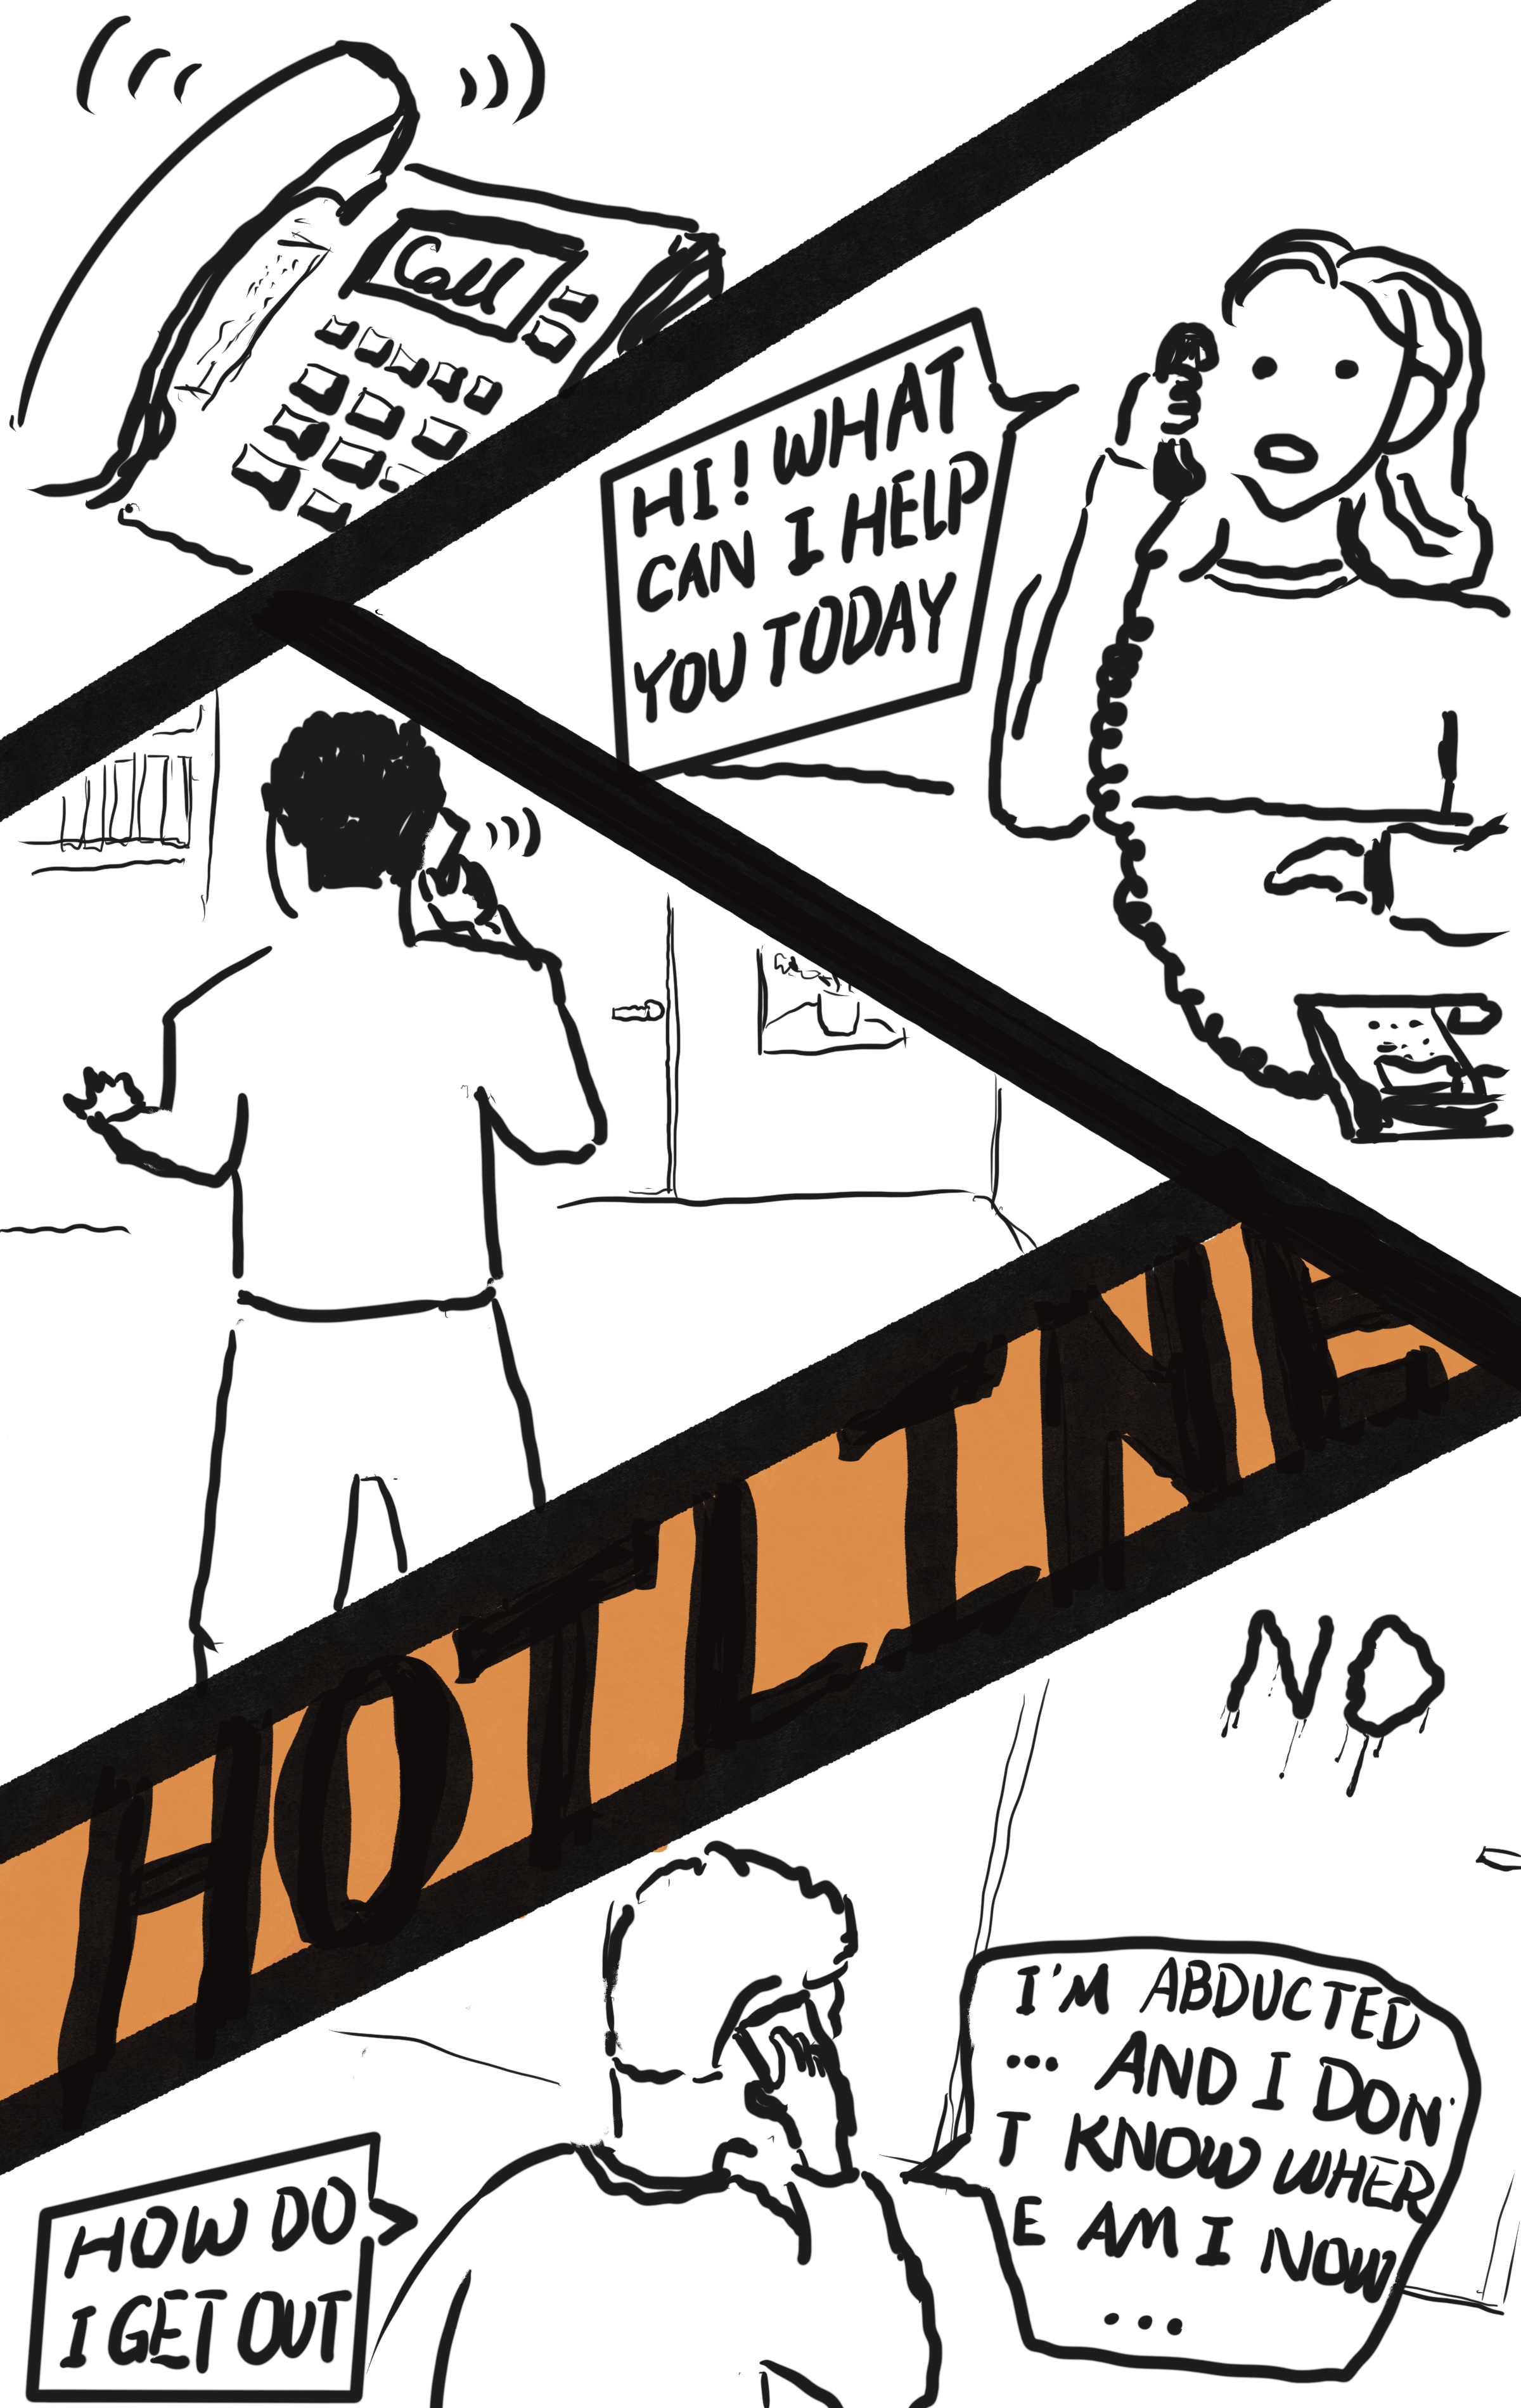 Call
HI! WHAT
CAN I HELP
YOU TODAY
HOTLINE
NO
I'M ABDUCTED
... AND I DON'
T KNOW WHER
E AM I NOW
...
HOW DO
I GET OUT